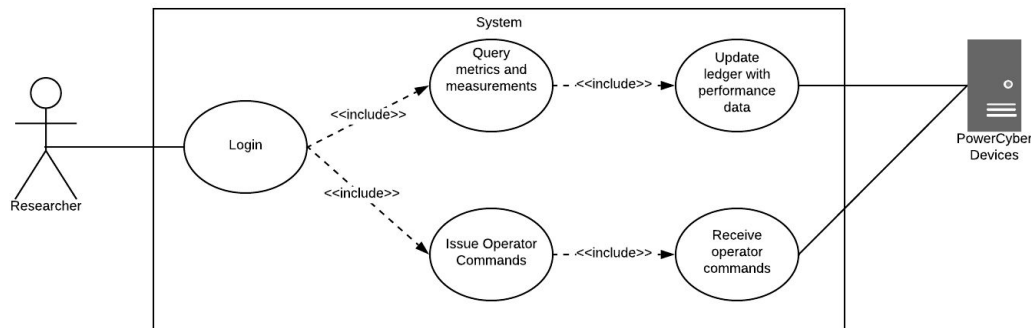 System
Query
metrics and
measurements
<<include>>
Update
ledger with
performance
data
<<include>>
Login
PowerCyber
Devices
Researcher
<<include>>
Issue Operator
Commands
<<include>>
Receive
operator
commands